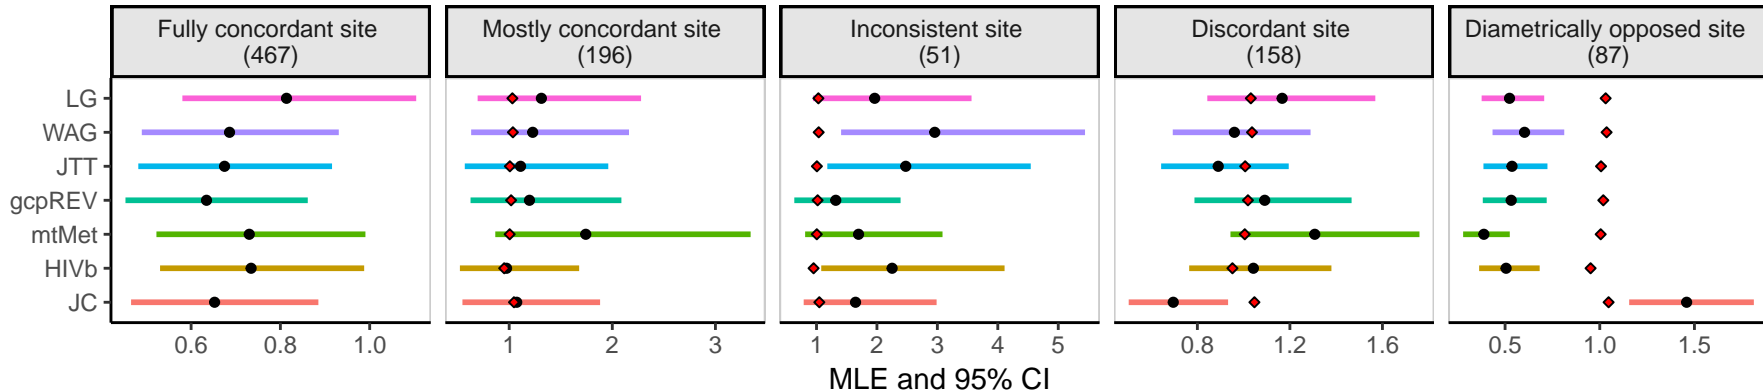 Fully concordant site
(467)
Mostly concordant site
(196)
Inconsistent site
(51)
Discordant site
(158)
Diametrically opposed site
(87)
LG
WAG
JTT
gcpREV
mtMet
HIVb
JC
0.6 0.8 1.0
1 2 3
1 2 3 4 5
0.8 1.2 1.6
0.5 1.0 1.5
MLE and 95% CI